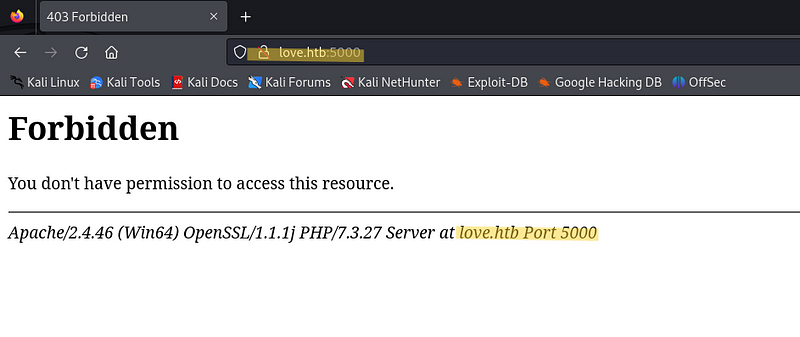 403 Forbidden
love.htb:5000
Kali Linux Kali Tools Kali Docs Kali Forums Kali NetHunter Exploit-DB Google Hacking DB OffSec
Forbidden
You don't have permission to access this resource.
Apache/2.4.46 (Win64) OpenSSL/1.1.1j PHP/7.3.27 Server at love.htb Port 5000